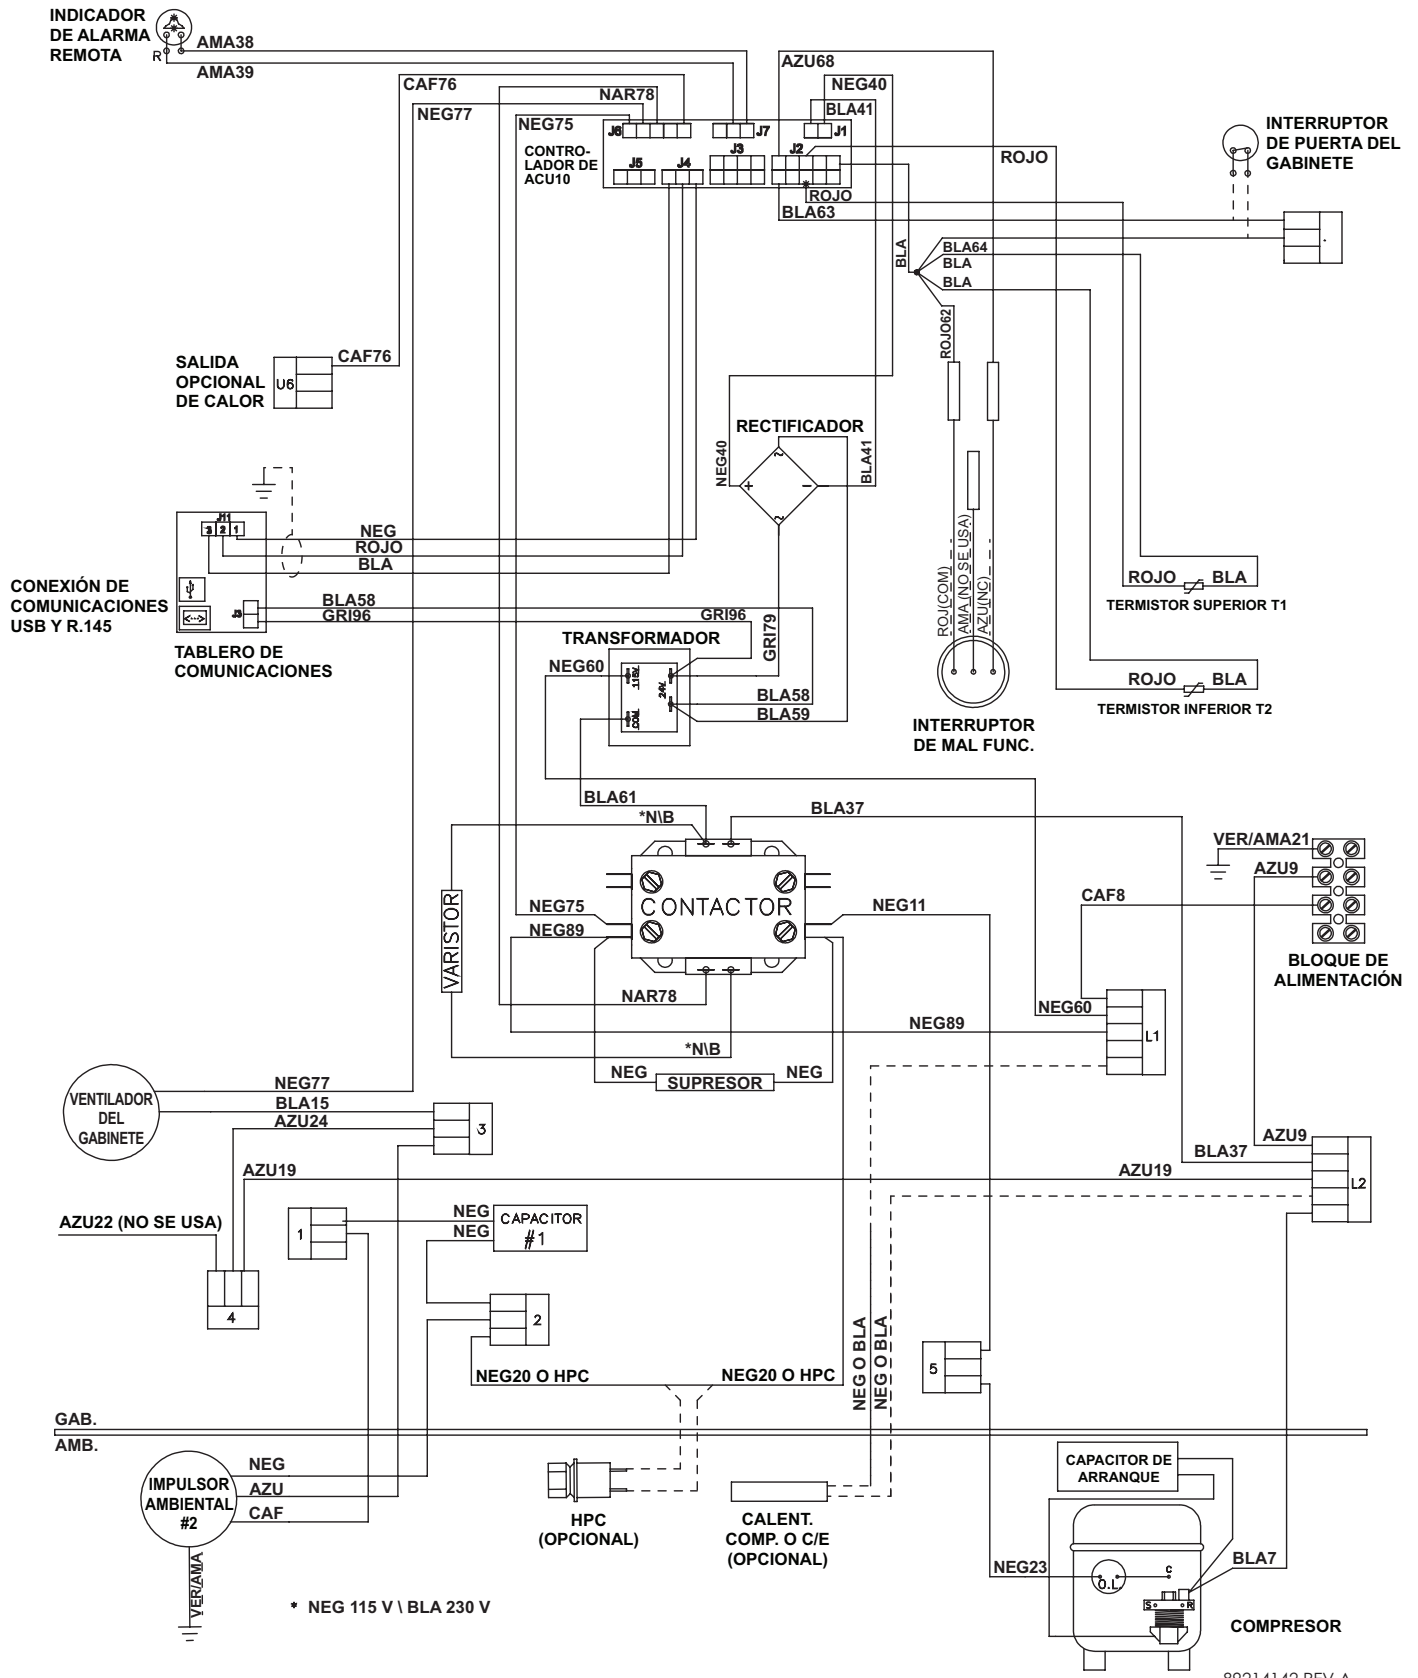 INDICADOR
DE ALARMA
REMOTA
R
AMA38
AMA39
CAF76
NAR78
NEG77
NEG75
AZU68
NEG40
BLA41
J6
J7
J1
CONTRO-
LADOR DE
ACU10
J5
J4
J3
J2
ROJO
ROJO
BLA63
INTERRUPTOR
DE PUERTA DEL
GABINETE
BLA
BLA64
BLA
BLA
ROJO62
SALIDA
OPCIONAL
DE CALOR
U6
CAF76
RECTIFICADOR
NEG40
BLA41
~
+
−
~
J11
3 2 1
NEG
ROJO
BLA
CONEXIÓN DE
COMUNICACIONES
USB Y R.145
J3
BLA58
GRI96
TABLERO DE
COMUNICACIONES
GRI96
GRI79
TRANSFORMADOR
NEG60
115V.
24V.
COM.
BLA58
BLA59
ROJ(COM)
AMA (NO SE USA)
AZU(NC)
INTERRUPTOR
DE MAL FUNC.
ROJO
BLA
TERMISTOR SUPERIOR T1
ROJO
BLA
TERMISTOR INFERIOR T2
BLA61
*N\B
BLA37
VARISTOR
CONTACTOR
NEG75
NEG89
NEG11
NAR78
*N\B
NEG
SUPRESOR
NEG
NEG89
VER/AMA21
AZU9
CAF8
BLOQUE DE
ALIMENTACIÓN
NEG60
L1
VENTILADOR
DEL
GABINETE
NEG77
BLA15
AZU24
3
AZU19
AZU19
AZU9
BLA37
L2
AZU22 (NO SE USA)
1
NEG
NEG
CAPACITOR
#1
4
2
NEG20 O HPC
NEG20 O HPC
NEG O BLA
NEG O BLA
5
GAB.
AMB.
IMPULSOR
AMBIENTAL
#2
NEG
AZU
CAF
VER/AMA
HPC
(OPCIONAL)
CALENT.
COMP. O C/E
(OPCIONAL)
CAPACITOR DE
ARRANQUE
NEG23
O.L.
C
S
R
BLA7
COMPRESOR
* NEG 115 V \ BLA 230 V